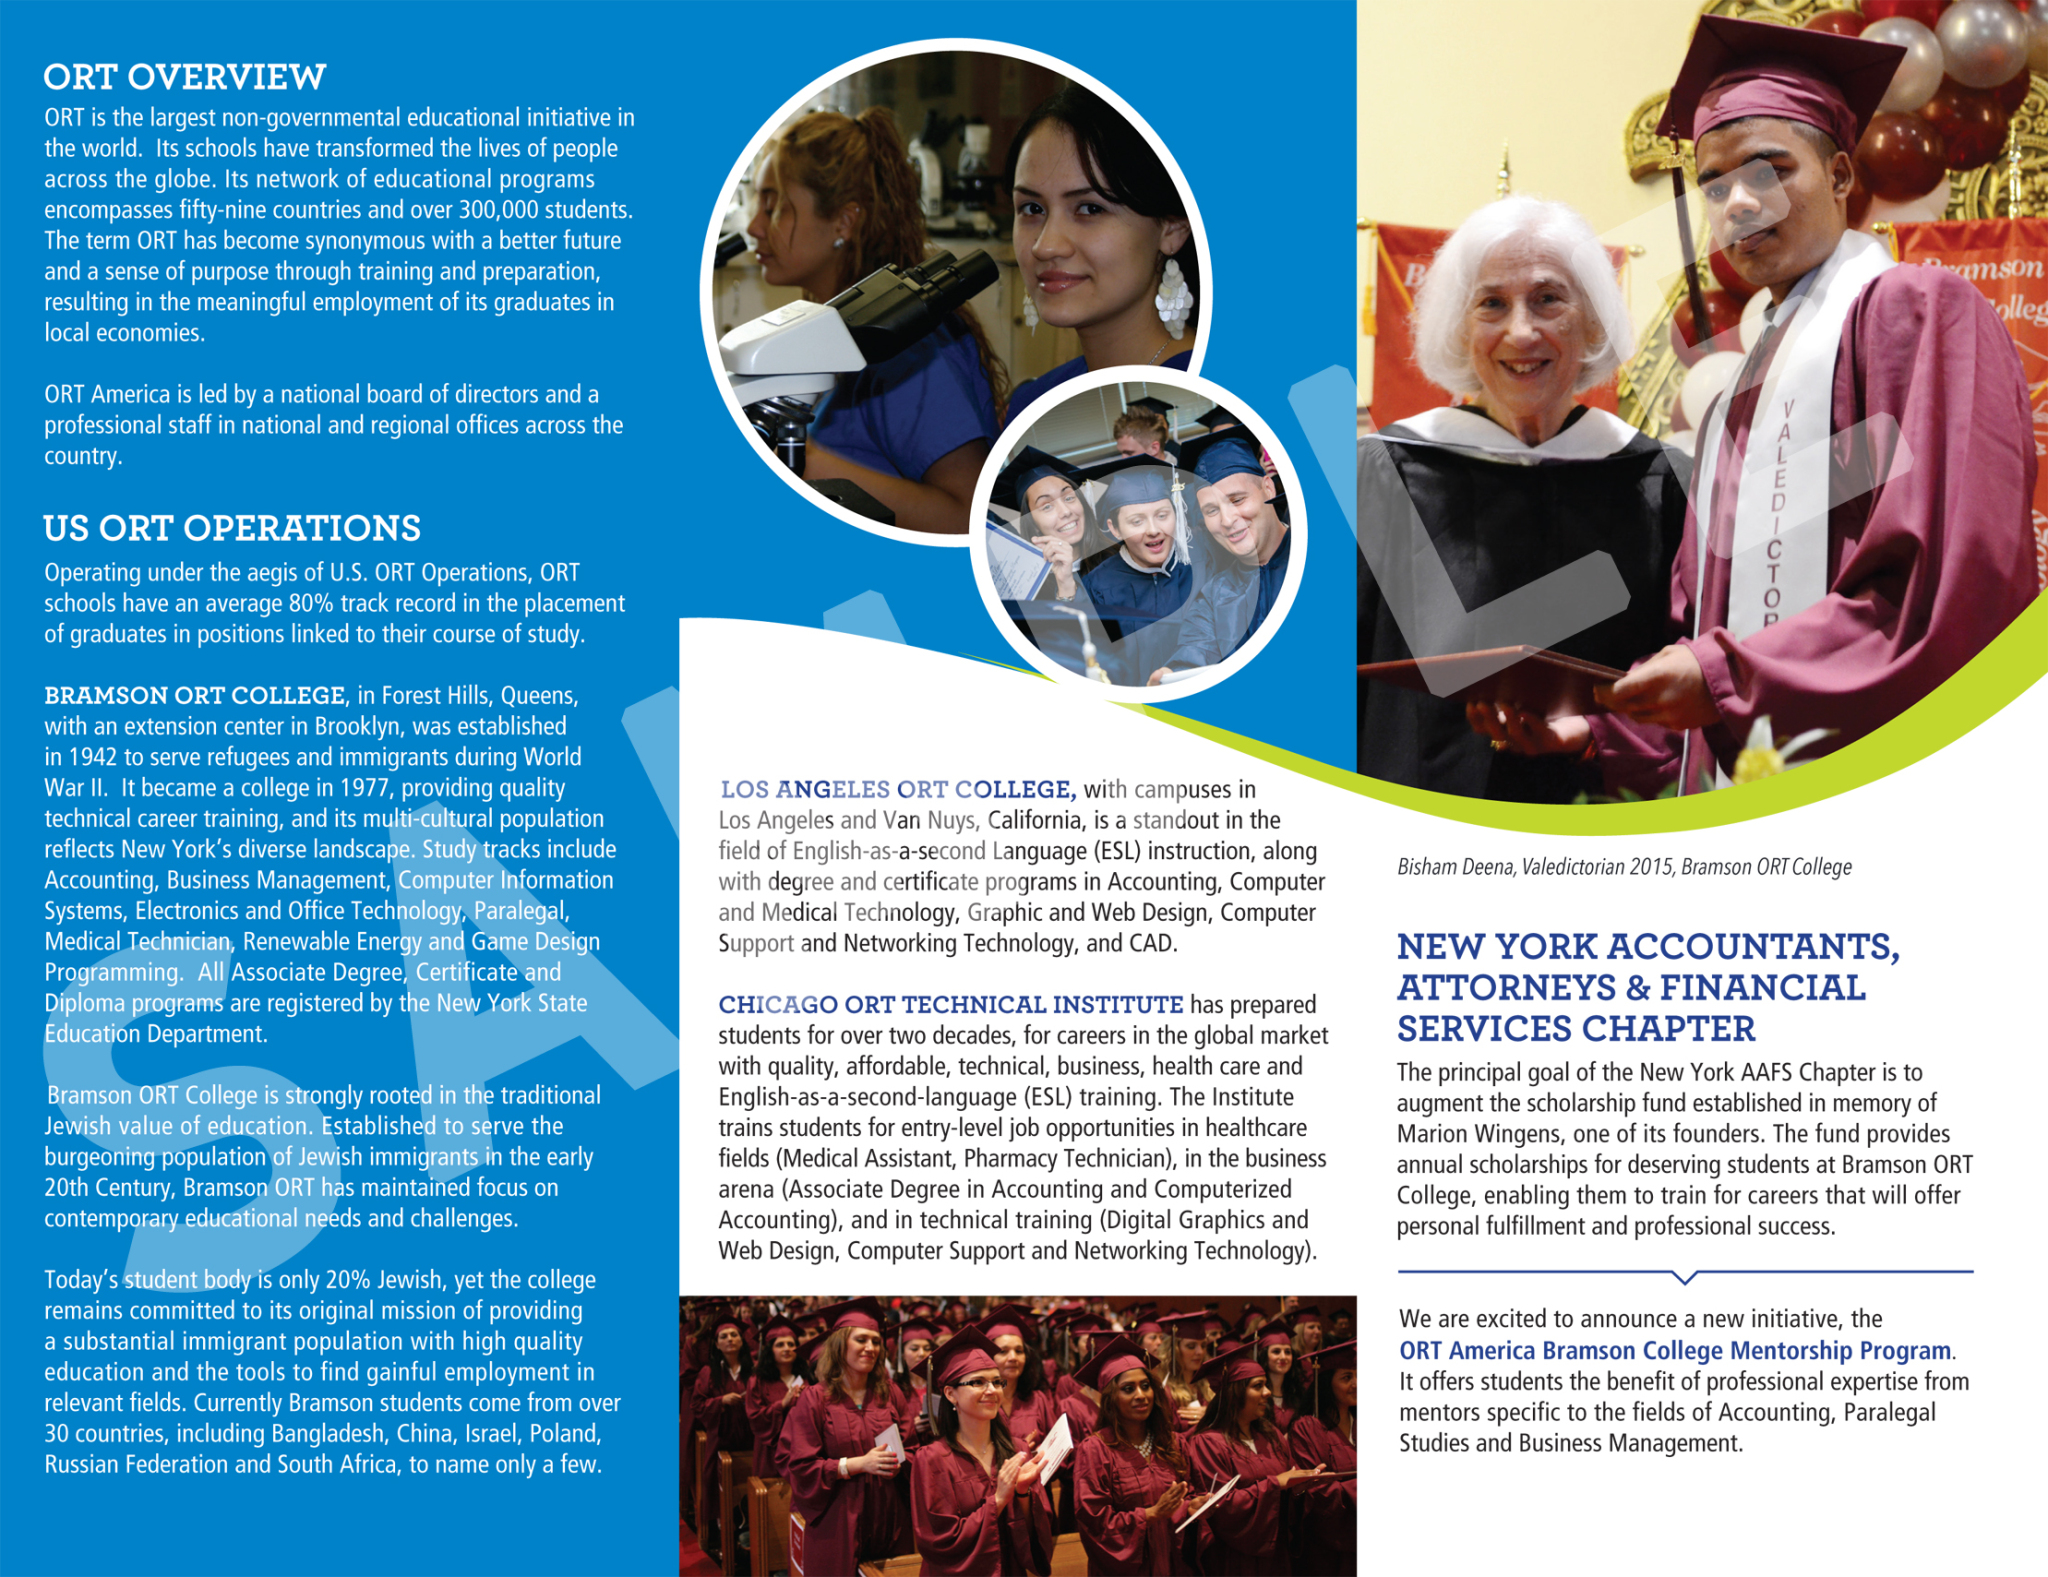 ORT OVERVIEW
ORT is the largest non-governmental educational initiative in
the world.  Its schools have transformed the lives of people
across the globe. Its network of educational programs
encompasses fifty-nine countries and over 300,000 students.
The term ORT has become synonymous with a better future
and a sense of purpose through training and preparation,
resulting in the meaningful employment of its graduates in
local economies.
ORT America is led by a national board of directors and a
professional staff in national and regional offices across the
country.
US ORT OPERATIONS
Operating under the aegis of U.S. ORT Operations, ORT
schools have an average 80% track record in the placement
of graduates in positions linked to their course of study.
BRAMSON ORT COLLEGE, in Forest Hills, Queens,
with an extension center in Brooklyn, was established
in 1942 to serve refugees and immigrants during World
War II.  It became a college in 1977, providing quality
technical career training, and its multi-cultural population
reflects New York's diverse landscape. Study tracks include
Accounting, Business Management, Computer Information
Systems, Electronics and Office Technology, Paralegal,
Medical Technician, Renewable Energy and Game Design
Programming.  All Associate Degree, Certificate and
Diploma programs are registered by the New York State
Education Department.
Bramson ORT College is strongly rooted in the traditional
Jewish value of education. Established to serve the
burgeoning population of Jewish immigrants in the early
20th Century, Bramson ORT has maintained focus on
contemporary educational needs and challenges.
Today's student body is only 20% Jewish, yet the college
remains committed to its original mission of providing
a substantial immigrant population with high quality
education and the tools to find gainful employment in
relevant fields. Currently Bramson students come from over
30 countries, including Bangladesh, China, Israel, Poland,
Russian Federation and South Africa, to name only a few.
LOS ANGELES ORT COLLEGE, with campuses in
Los Angeles and Van Nuys, California, is a standout in the
field of English-as-a-second Language (ESL) instruction, along
with degree and certificate programs in Accounting, Computer
and Medical Technology, Graphic and Web Design, Computer
Support and Networking Technology, and CAD.
CHICAGO ORT TECHNICAL INSTITUTE has prepared
students for over two decades, for careers in the global market
with quality, affordable, technical, business, health care and
English-as-a-second-language (ESL) training. The Institute
trains students for entry-level job opportunities in healthcare
fields (Medical Assistant, Pharmacy Technician), in the business
arena (Associate Degree in Accounting and Computerized
Accounting), and in technical training (Digital Graphics and
Web Design, Computer Support and Networking Technology).
Bramson
VALEDICTOR
Bisham Deena, Valedictorian 2015, Bramson ORT College
NEW YORK ACCOUNTANTS,
ATTORNEYS & FINANCIAL
SERVICES CHAPTER
The principal goal of the New York AAFS Chapter is to
augment the scholarship fund established in memory of
Marion Wingens, one of its founders. The fund provides
annual scholarships for deserving students at Bramson ORT
College, enabling them to train for careers that will offer
personal fulfillment and professional success.
We are excited to announce a new initiative, the
ORT America Bramson College Mentorship Program.
It offers students the benefit of professional expertise from
mentors specific to the fields of Accounting, Paralegal
Studies and Business Management.
SAMPLE